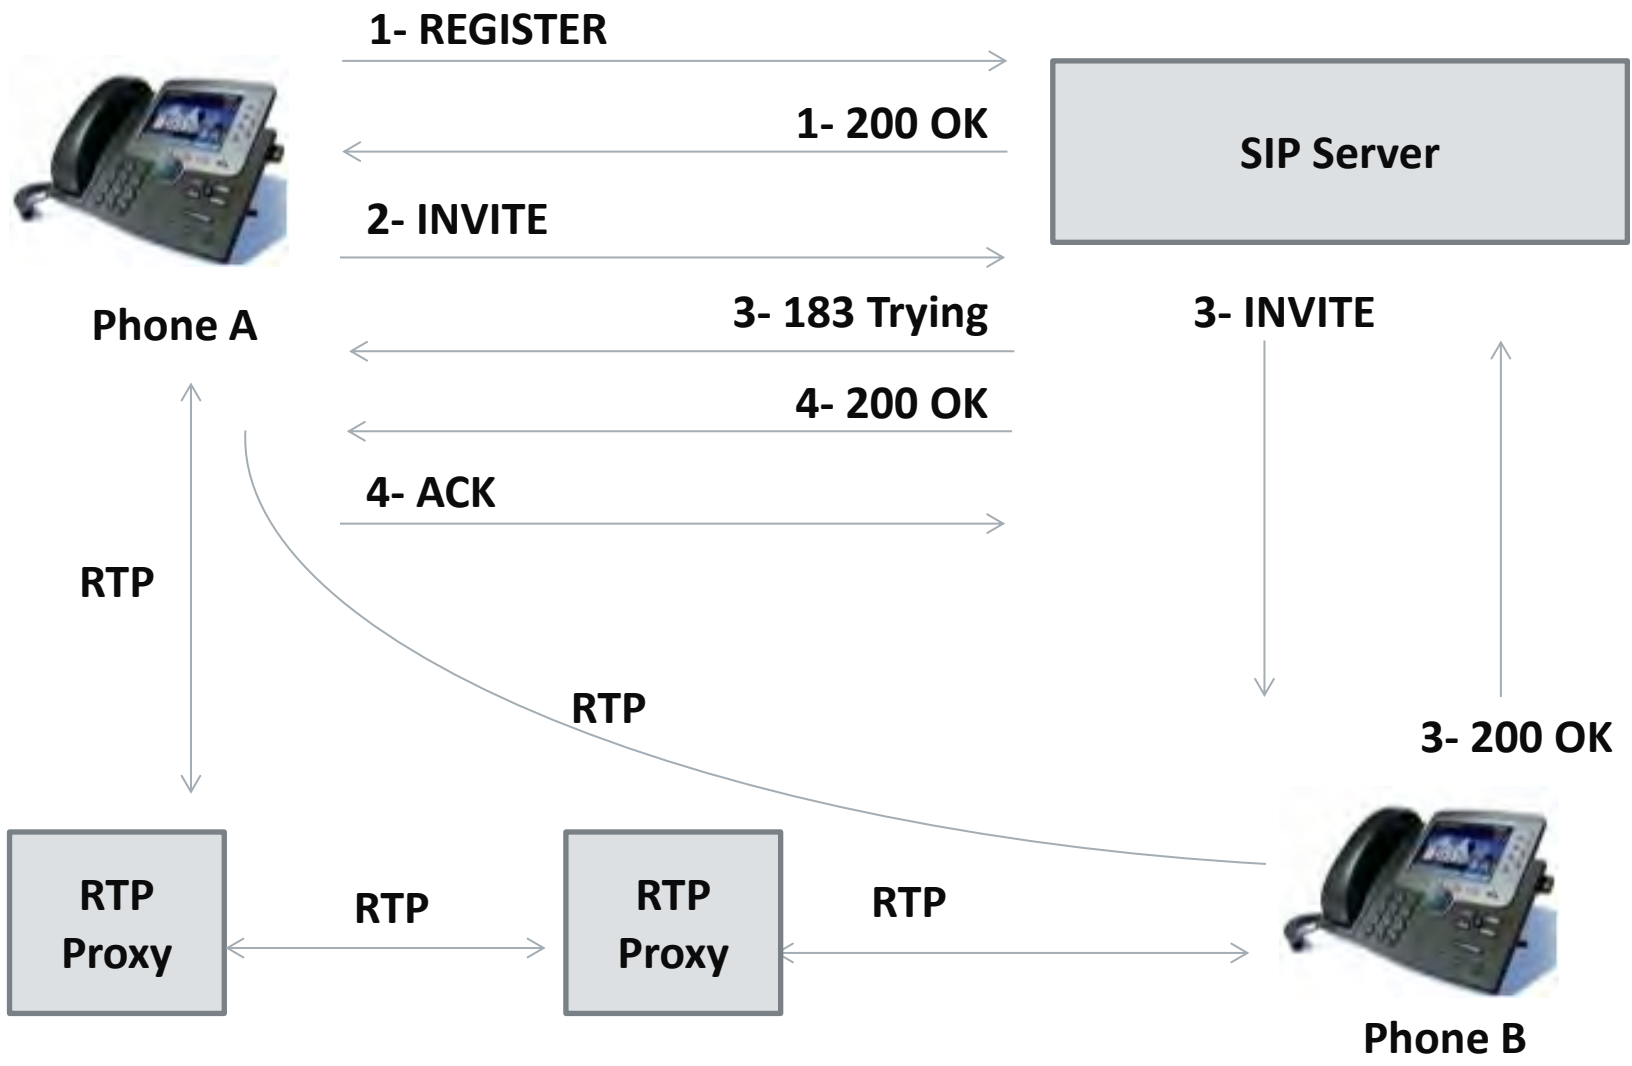 1- REGISTER
1- 200 OK
SIP Server
2- INVITE
Phone A
3- 183 Trying
3- INVITE
4- 200 OK
4- ACK
RTP
RTP
3- 200 OK
RTP
Proxy
RTP
RTP
Proxy
RTP
Phone B